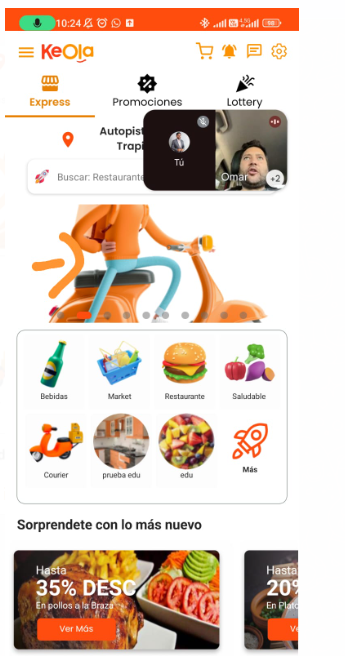 10:24
KeOla
Express
Promociones
Lottery
Autopist
Trapi
Tú
Omar
+2
Buscar: Restaurante
Bebidas
Market
Restaurante
Saludable
Courier
prueba edu
edu
Más
Sorprendete con lo más nuevo
Hasta
35% DESC
En pollos a la Braza
Ver Más
Hasta
20%
En Plato
Ve